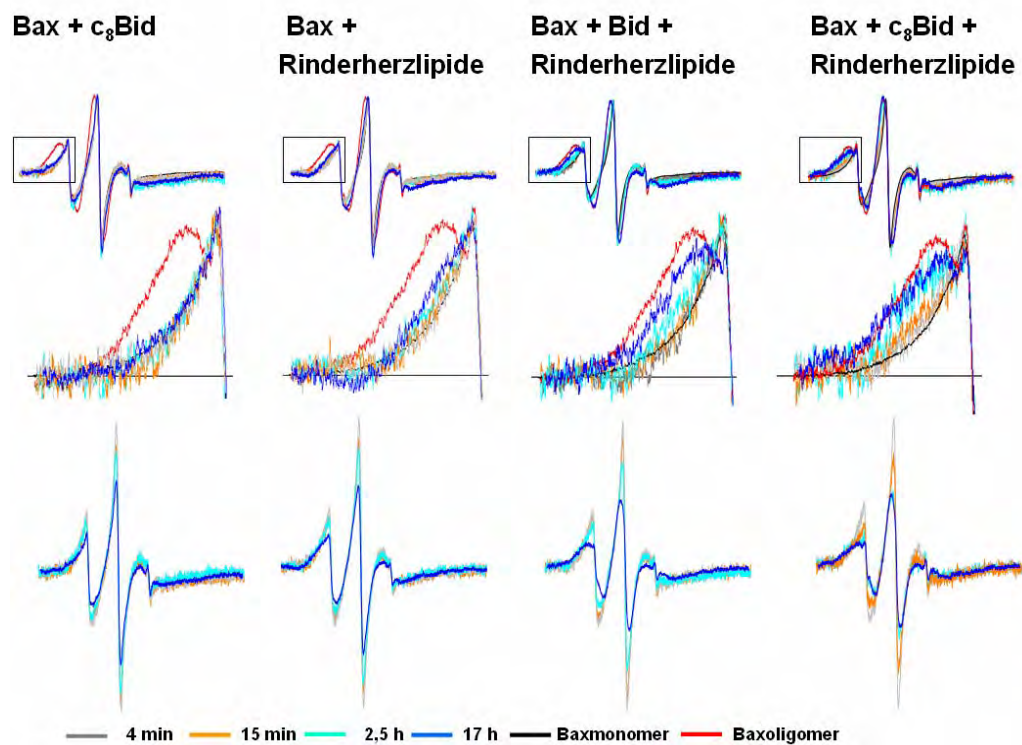 Bax + c₈Bid
Bax +
Rinderherzlipide
Bax + Bid +
Rinderherzlipide
Bax + c₈Bid +
Rinderherzlipide
4 min 15 min 2,5 h 17 h Baxmonomer Baxoligomer